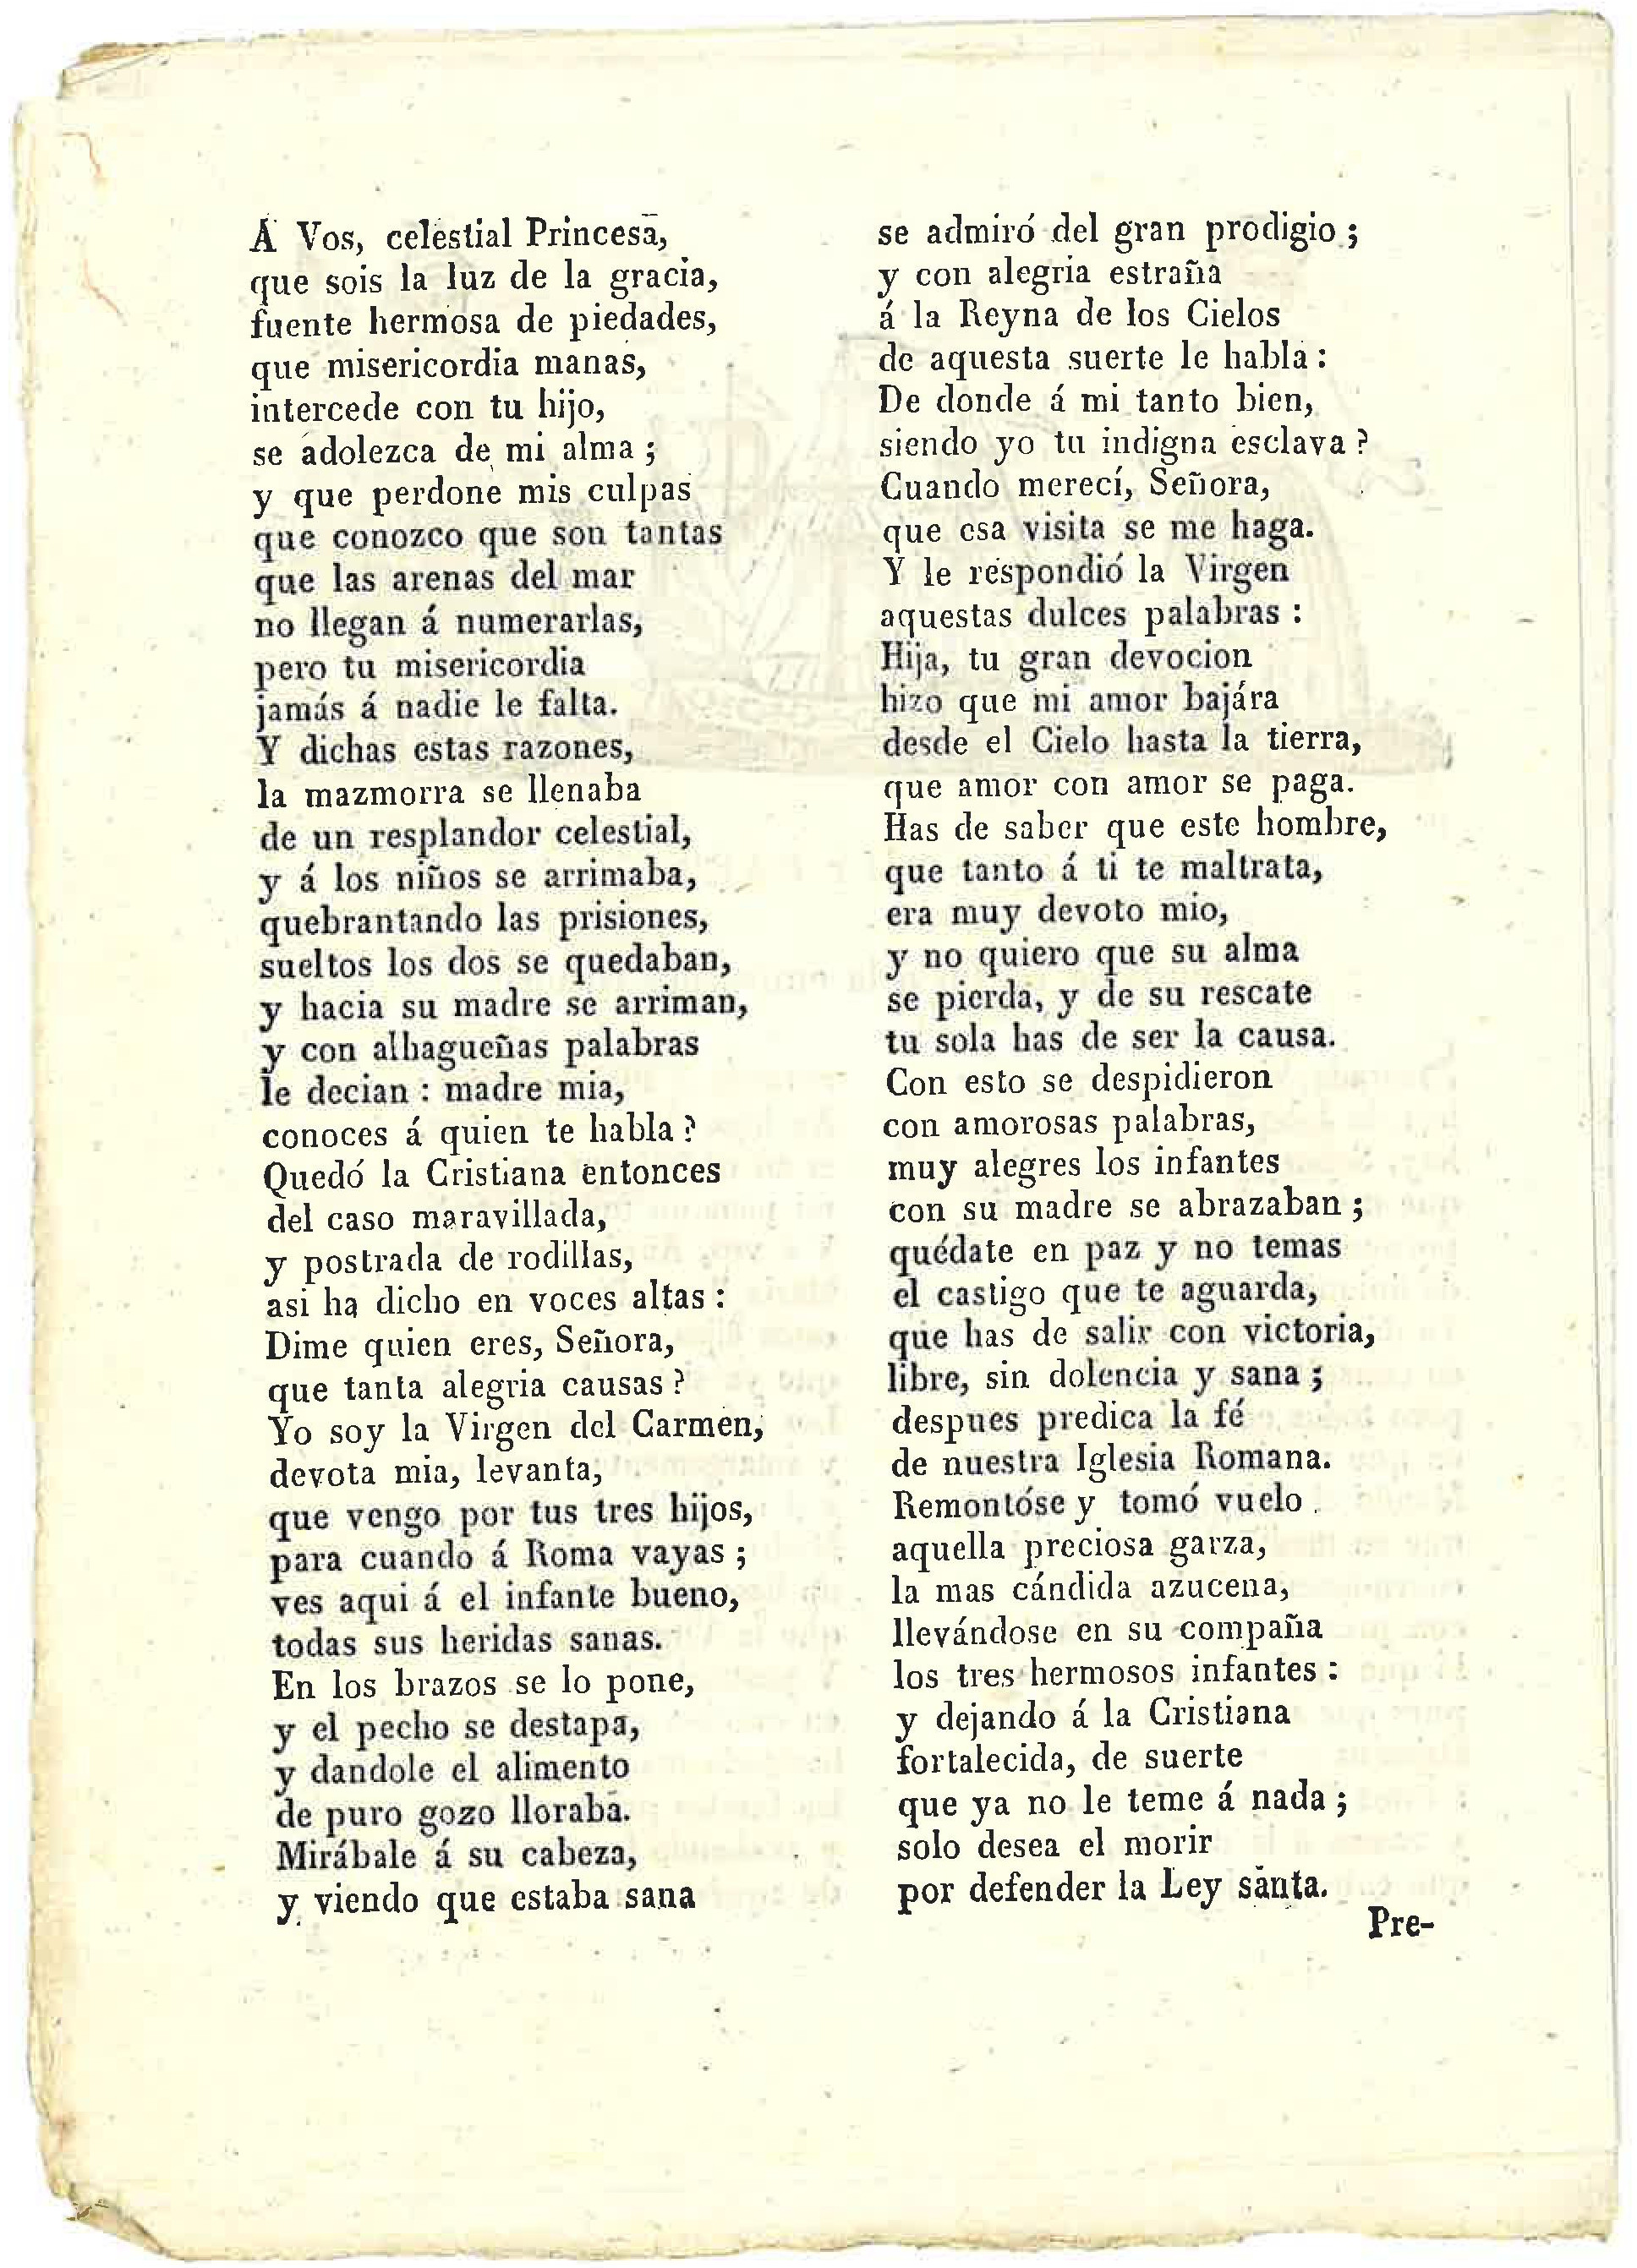 Á Vos, celestial Princesa,
que sois la luz de la gracia,
fuente hermosa de piedades,
que misericordia manas,
intercede con tu hijo,
se adolezca de mi alma ;
y que perdone mis culpas
que conozco que son tantas
que las arenas del mar
no llegan á numerarlas,
pero tu misericordia
jamás á nadie le falta.
Y dichas estas razones,
la mazmorra se llenaba
de un resplandor celestial,
y á los niños se arrimaba,
quebrantando las prisiones,
sueltos los dos se quedaban,
y hacia su madre se arriman,
y con alhagueñas palabras
le decian : madre mia,
conoces á quien te habla ?
Quedó la Cristiana entonces
del caso maravillada,
y postrada de rodillas,
asi ha dicho en voces altas :
Dime quien eres, Señora,
que tanta alegria causas ?
Yo soy la Virgen del Carmen,
devota mia, levanta,
que vengo por tus tres hijos,
para cuando á Roma vayas ;
ves aqui á el infante bueno,
todas sus heridas sanas.
En los brazos se lo pone,
y el pecho se destapa,
y dandole el alimento
de puro gozo lloraba.
Mirábale á su cabeza,
y viendo que estaba sana
se admiró del gran prodigio ;
y con alegria estraña
á la Reyna de los Cielos
de aquesta suerte le habla :
De donde á mi tanto bien,
siendo yo tu indigna esclava ?
Cuando merecí, Señora,
que esa visita se me haga.
Y le respondió la Virgen
aquestas dulces palabras :
Hija, tu gran devocion
hizo que mi amor bajára
desde el Cielo hasta la tierra,
que amor con amor se paga.
Has de saber que este hombre,
que tanto á ti te maltrata,
era muy devoto mio,
y no quiero que su alma
se pierda, y de su rescate
tu sola has de ser la causa.
Con esto se despidieron
con amorosas palabras,
muy alegres los infantes
con su madre se abrazaban ;
quédate en paz y no temas
el castigo que te aguarda,
que has de salir con victoria,
libre, sin dolencia y sana ;
despues predica la fé
de nuestra Iglesia Romana.
Remontóse y tomó vuelo
aquella preciosa garza,
la mas cándida azucena,
llevándose en su compaña
los tres hermosos infantes :
y dejando á la Cristiana
fortalecida, de suerte
que ya no le teme á nada ;
solo desea el morir
por defender la Ley santa.
Pre-